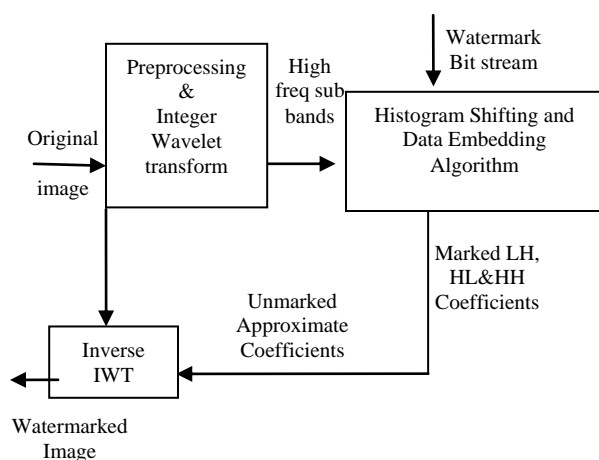 Watermark
Bit stream
Preprocessing
&
Integer
Wavelet
transform
High
freq sub
bands
Histogram Shifting and
Data Embedding
Algorithm
Original
image
Marked LH,
HL&HH
Coefficients
Unmarked
Approximate
Coefficients
Inverse
IWT
Watermarked
Image